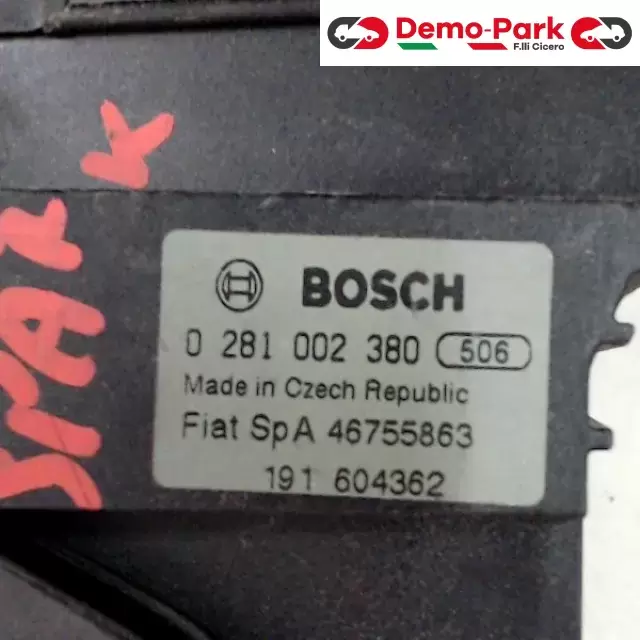 Demo-Park
F.lli Cicero
K
BOSCH
0 281 002 380 506
Made in Czech Republic
Fiat SpA 46755863
191 604362